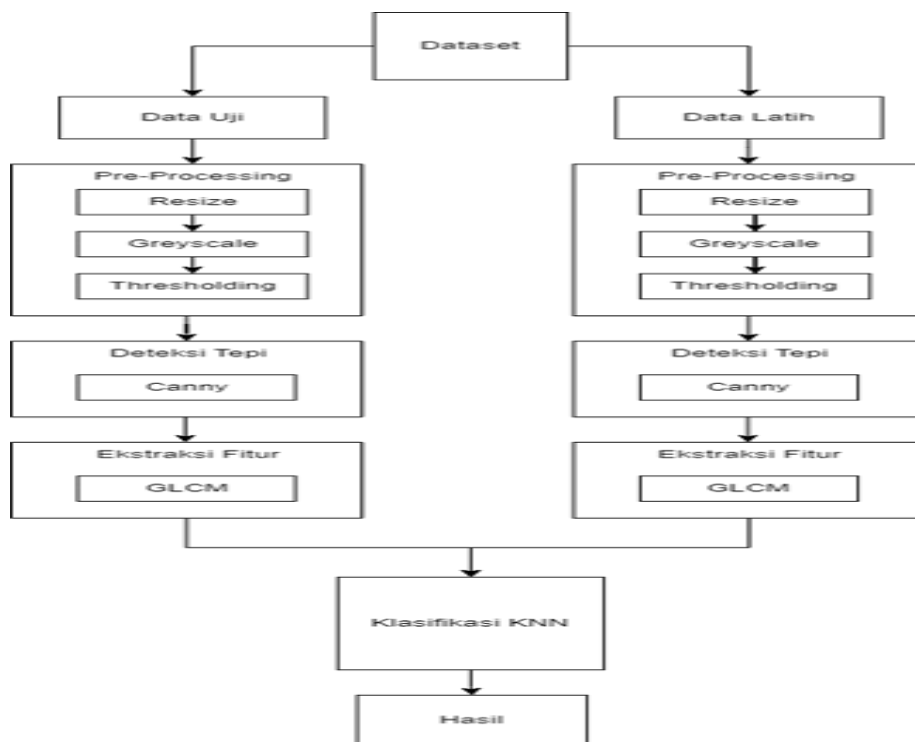 Dataset
Data Uji
Data Latih
Pre-Processing
Resize
Greyscale
Thresholding
Pre-Processing
Resize
Greyscale
Thresholding
Deteksi Tepi
Canny
Deteksi Tepi
Canny
Ekstraksi Fitur
GLCM
Ekstraksi Fitur
GLCM
Klasifikasi KNN
Hasil